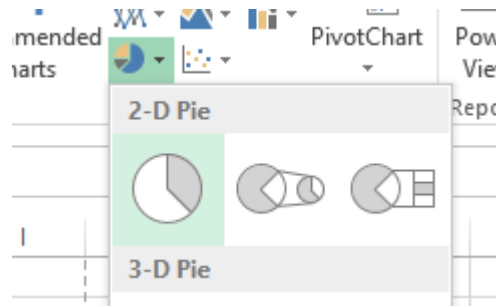 mended
harts
PivotChart
Pow
Vie
Repo
2-D Pie
I
3-D Pie